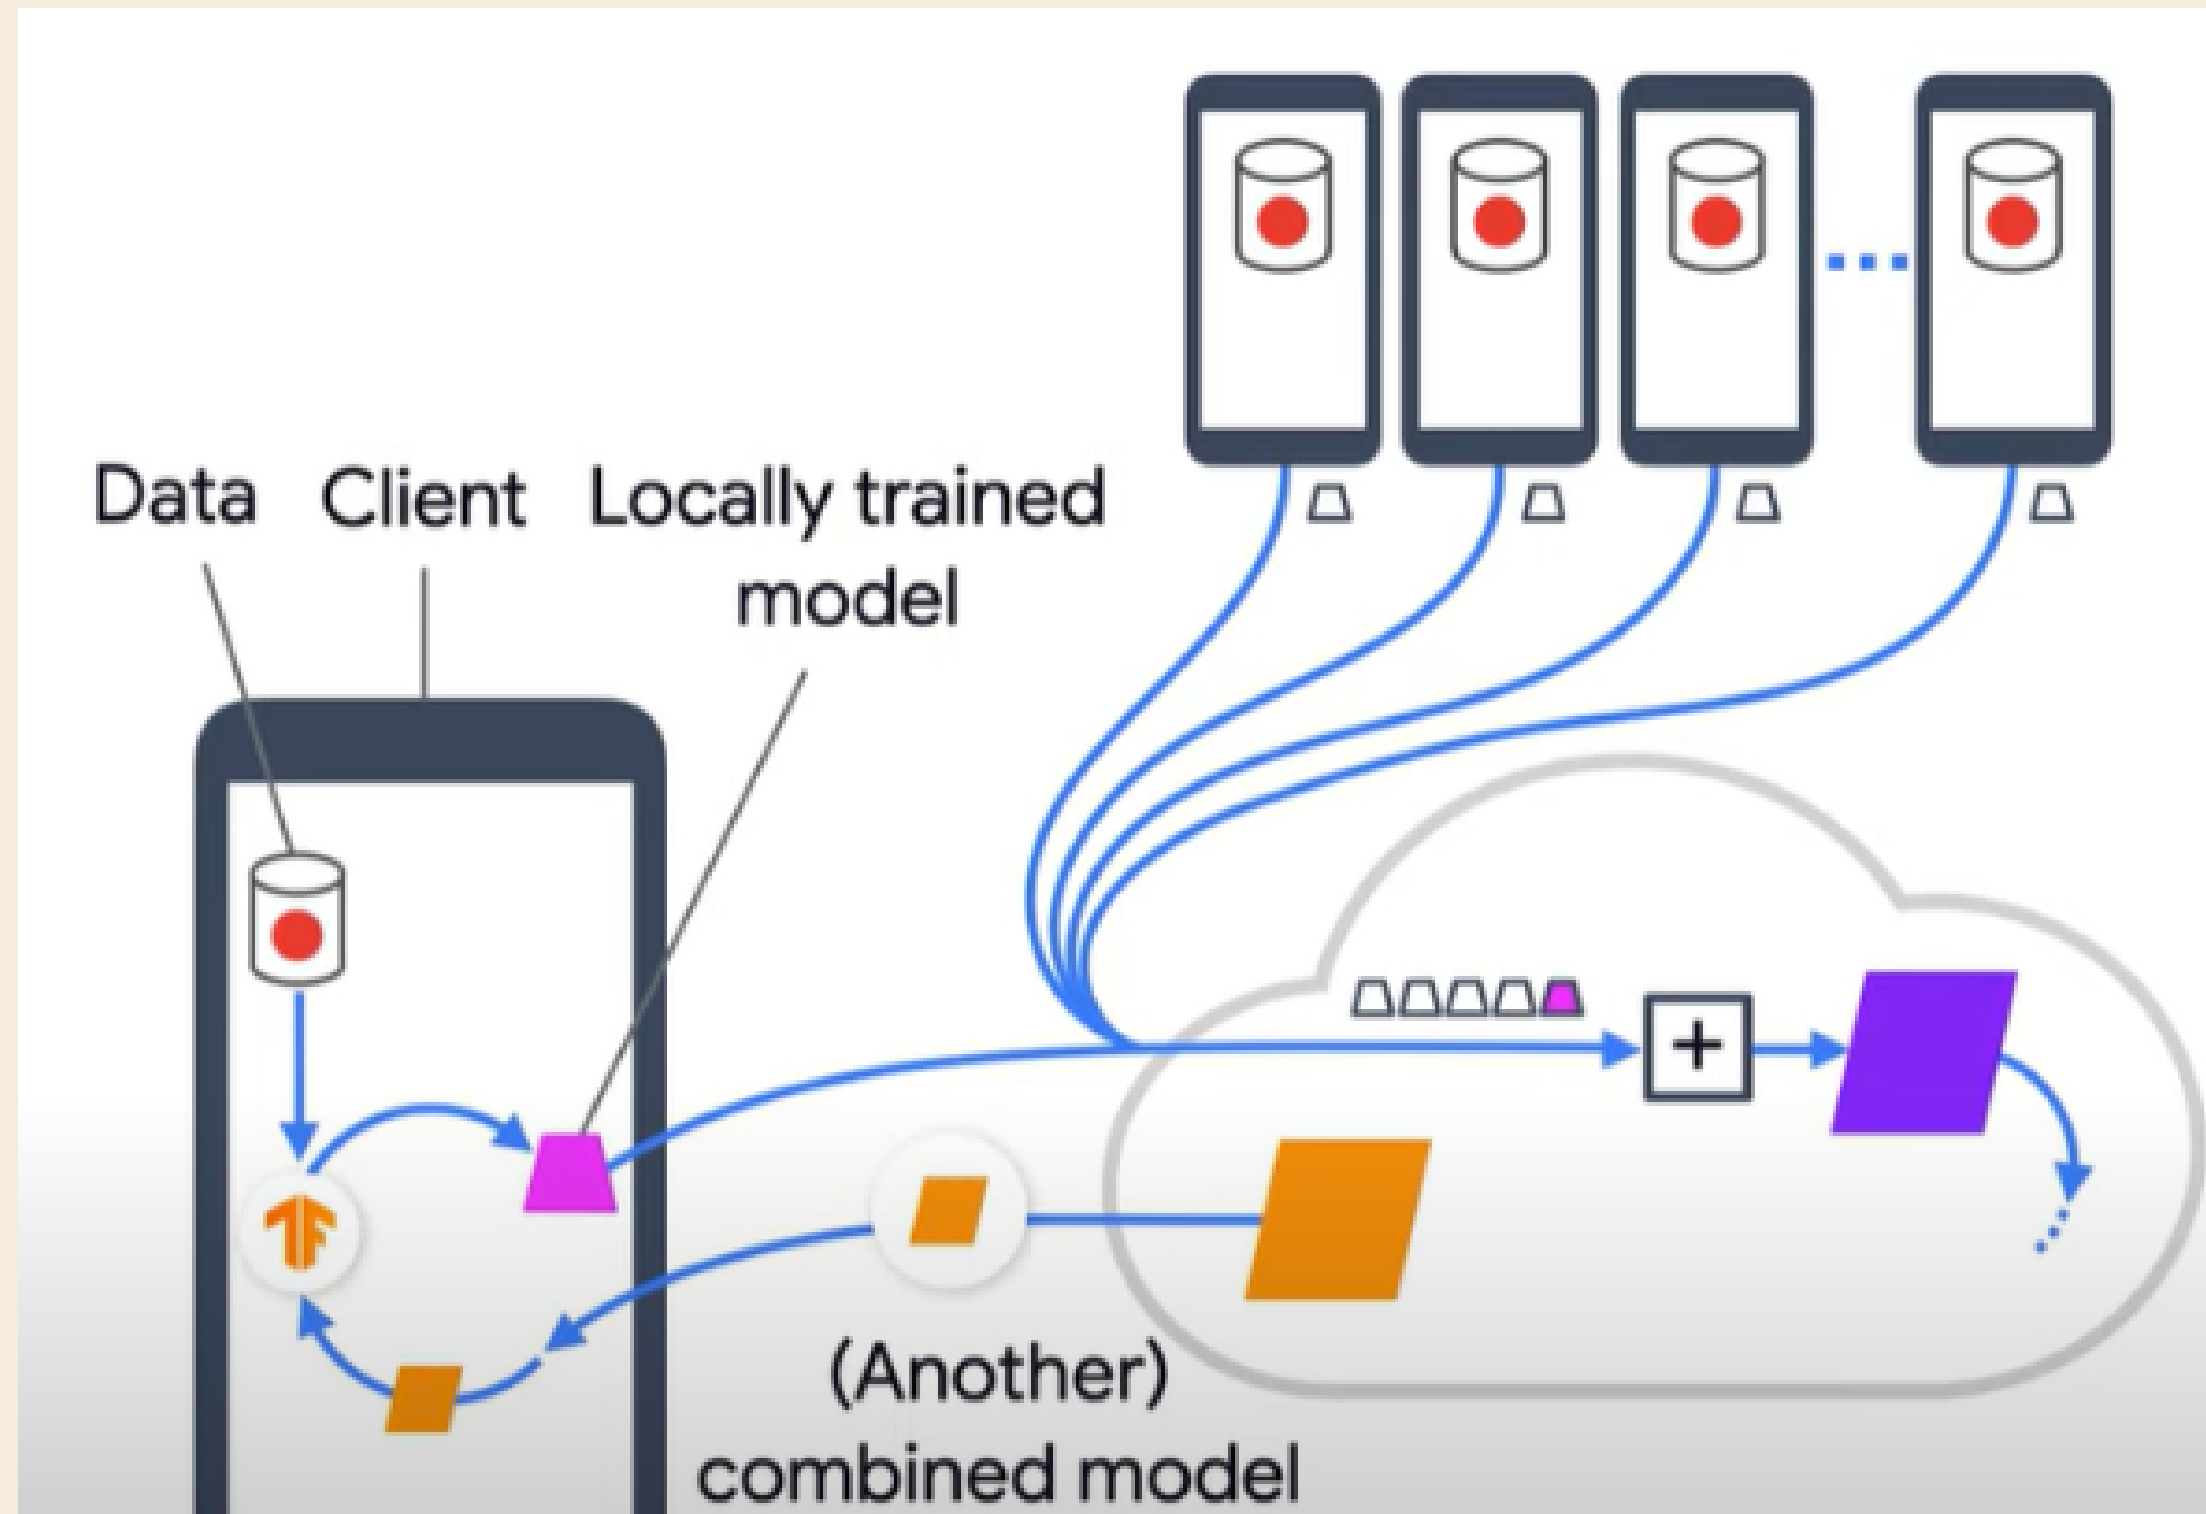 Data Client Locally trained
model
+
(Another)
combined model